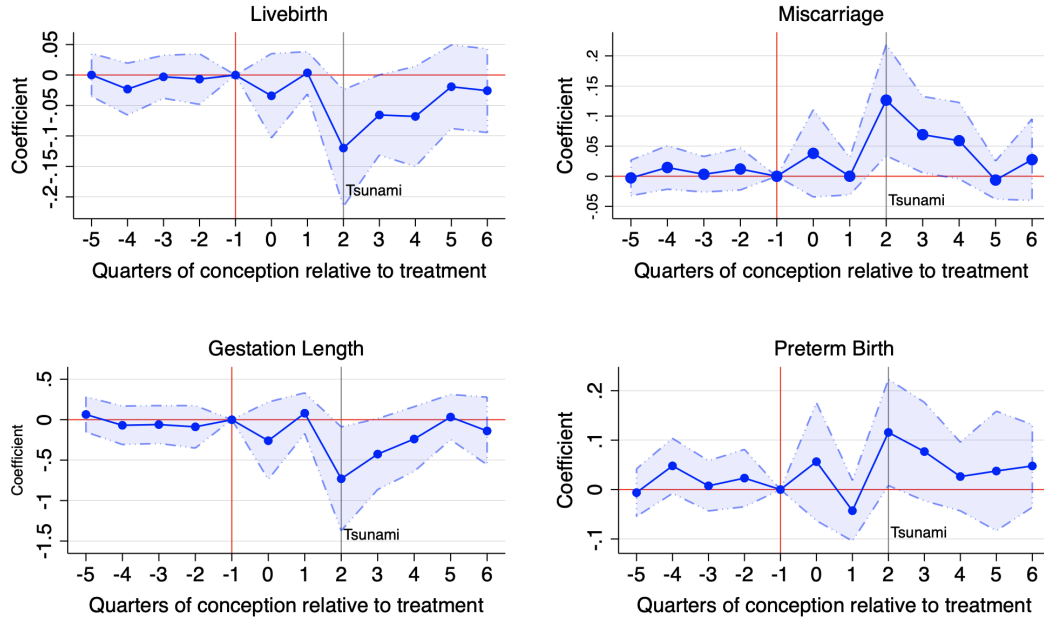 Livebirth
Coefficient
.05
0
-.05
-.1
-.15
-.2
Tsunami
-5 -4 -3 -2 -1 0 1 2 3 4 5 6
Quarters of conception relative to treatment
Miscarriage
Coefficient
.2
.15
.1
.05
0
-.05
Tsunami
-5 -4 -3 -2 -1 0 1 2 3 4 5 6
Quarters of conception relative to treatment
Gestation Length
Coefficient
.5
0
-.5
-1
-1.5
Tsunami
-5 -4 -3 -2 -1 0 1 2 3 4 5 6
Quarters of conception relative to treatment
Preterm Birth
Coefficient
.2
.1
0
-.1
Tsunami
-5 -4 -3 -2 -1 0 1 2 3 4 5 6
Quarters of conception relative to treatment